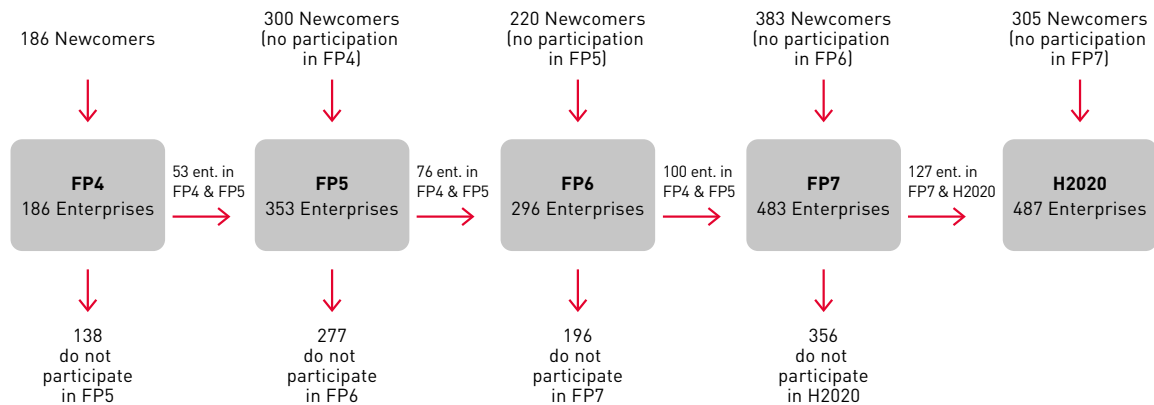 186 Newcomers
300 Newcomers
(no participation
in FP4)
220 Newcomers
(no participation
in FP5)
383 Newcomers
(no participation
in FP6)
305 Newcomers
(no participation
in FP7)
FP4
186 Enterprises
53 ent. in
FP4 & FP5
FP5
353 Enterprises
76 ent. in
FP4 & FP5
FP6
296 Enterprises
100 ent. in
FP4 & FP5
FP7
483 Enterprises
127 ent. in
FP7 & H2020
H2020
487 Enterprises
138
do not
participate
in FP5
277
do not
participate
in FP6
196
do not
participate
in FP7
356
do not
participate
in H2020